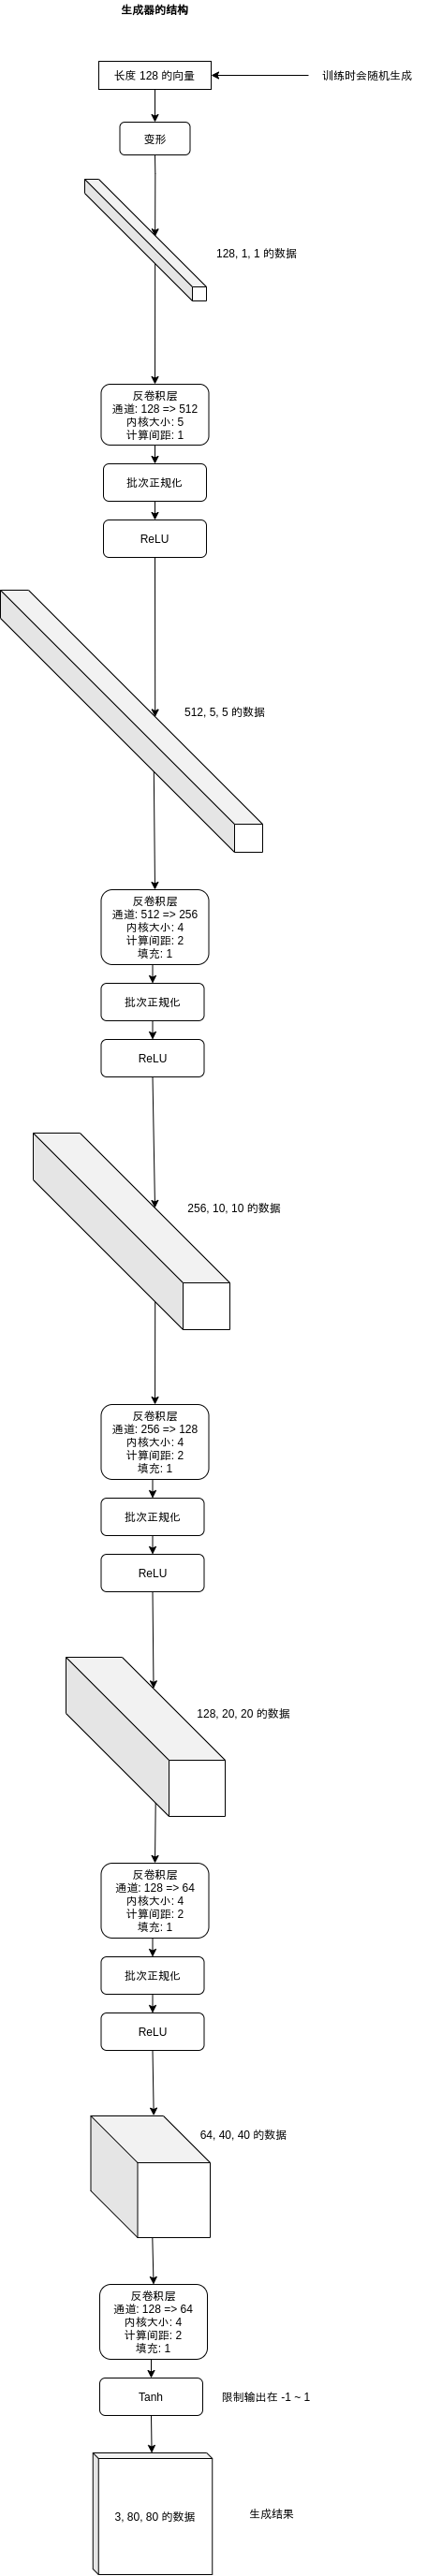 生成器的结构
长度 128 的向量
训练时会随机生成
变形
128, 1, 1 的数据
反卷积层
通道: 128 => 512
内核大小: 5
计算间距: 1
批次正规化
ReLU
512, 5, 5 的数据
反卷积层
通道: 512 => 256
内核大小: 4
计算间距: 2
填充: 1
批次正规化
ReLU
256, 10, 10 的数据
反卷积层
通道: 256 => 128
内核大小: 4
计算间距: 2
填充: 1
批次正规化
ReLU
128, 20, 20 的数据
反卷积层
通道: 128 => 64
内核大小: 4
计算间距: 2
填充: 1
批次正规化
ReLU
64, 40, 40 的数据
反卷积层
通道: 128 => 64
内核大小: 4
计算间距: 2
填充: 1
Tanh
限制输出在 -1 ~ 1
3, 80, 80 的数据
生成结果